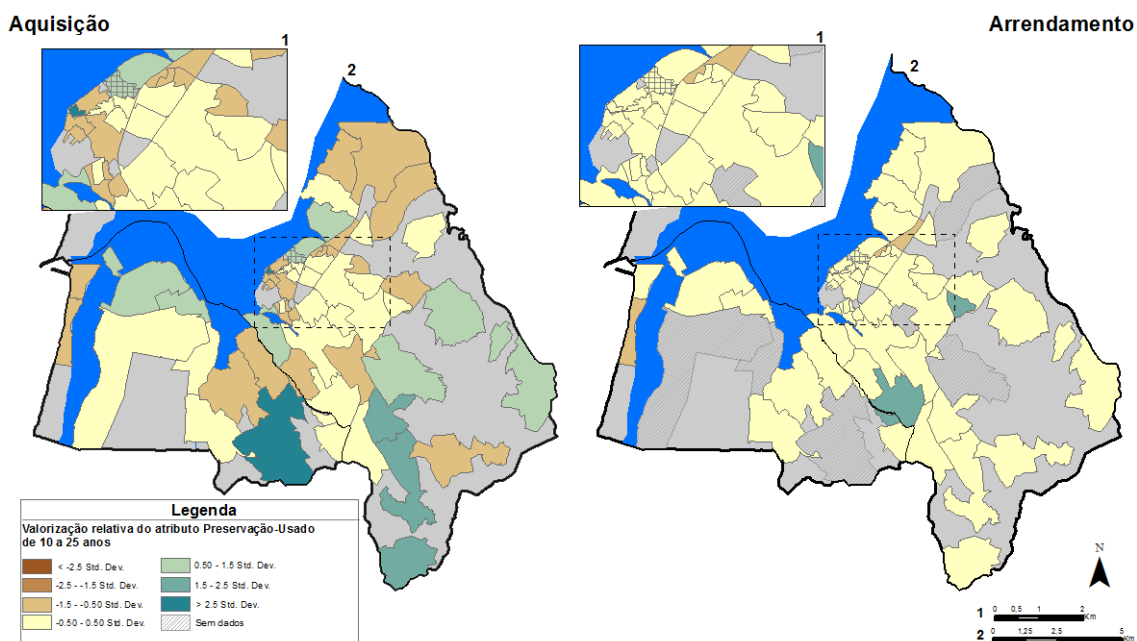 Aquisição
Arrendamento
1
1
2
2
Legenda
Valorização relativa do atributo Preservação-Usado
de 10 a 25 anos
< -2.5 Std. Dev.
-2.5 - -1.5 Std. Dev.
-1.5 - -0.50 Std. Dev.
-0.50 - 0.50 Std. Dev.
0.50 - 1.5 Std. Dev.
1.5 - 2.5 Std. Dev.
> 2.5 Std. Dev.
Sem dados
N
1 0 0,5 1 2 Km
2 0 1,25 2,5 5 Km